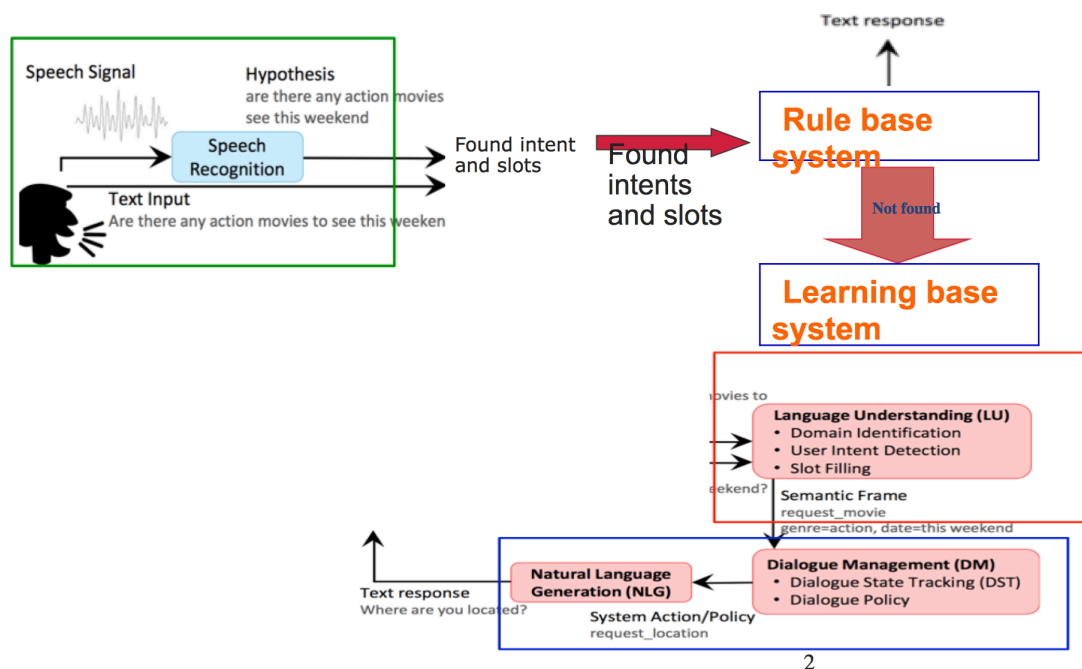 Text response
Speech Signal
Hypothesis
are there any action movies
see this weekend
Speech
Recognition
Text Input
Are there any action movies to see this weeken
Found intent
and slots
Found
intents
and slots
Rule base
system
Not found
Learning base
system
ovies to
eekend?
Language Understanding (LU)
• Domain Identification
• User Intent Detection
• Slot Filling
Semantic Frame
request_movie
genre=action, date=this weekend
Dialogue Management (DM)
• Dialogue State Tracking (DST)
• Dialogue Policy
Natural Language
Generation (NLG)
System Action/Policy
request_location
Text response
Where are you located?
2